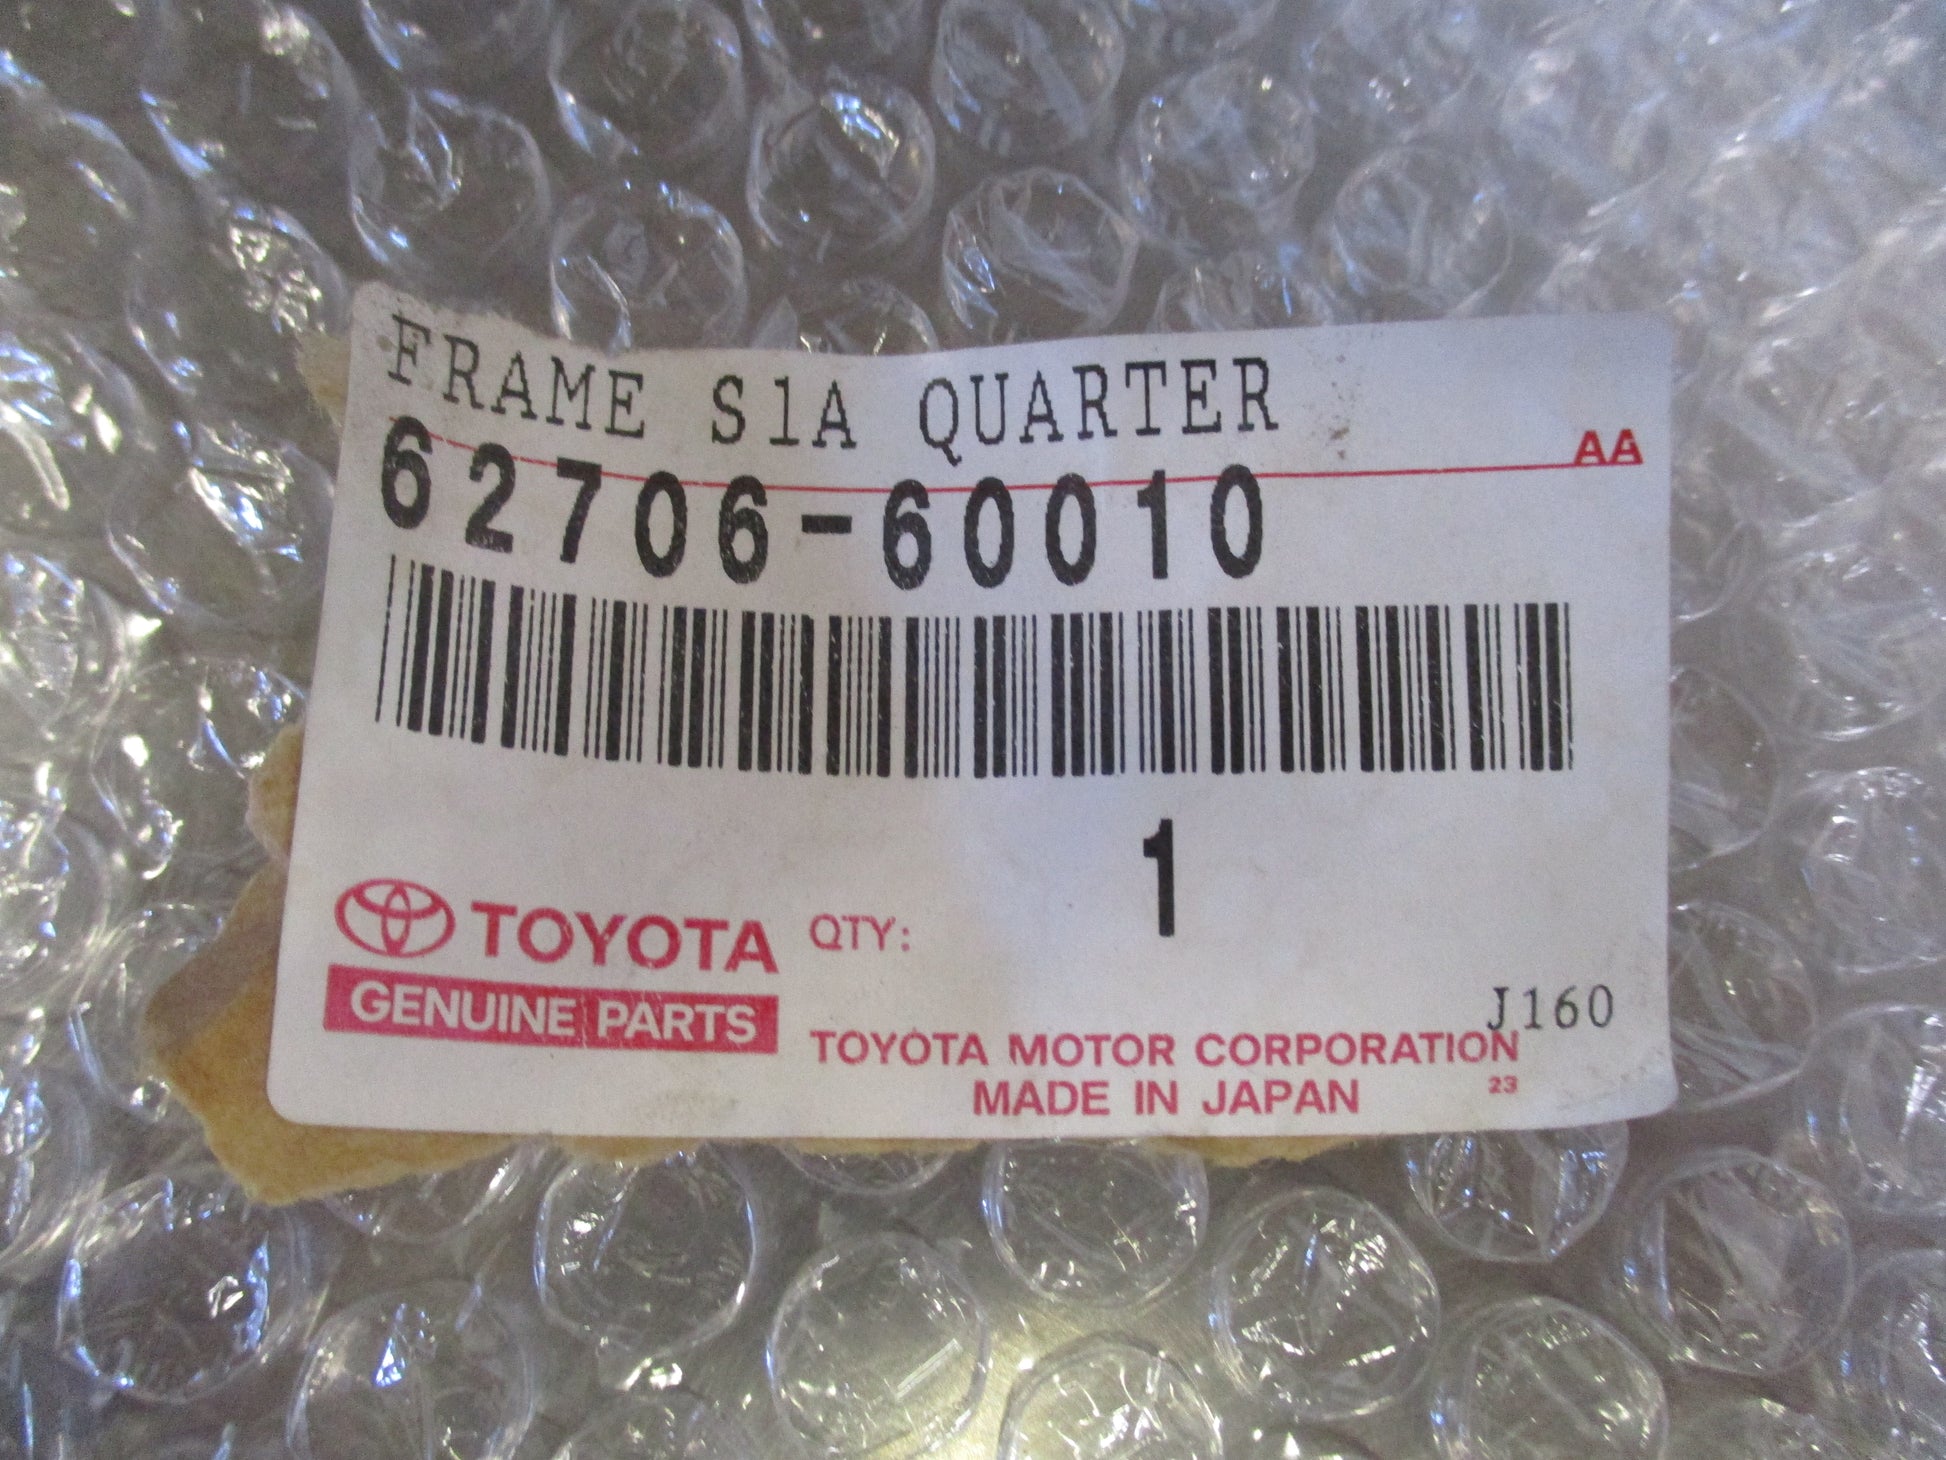 FRAME S1A QUARTER
AA
62706-60010
1
TOYOTA QTY:
GENUINE PARTS
J160
TOYOTA MOTOR CORPORATION
MADE IN JAPAN 23